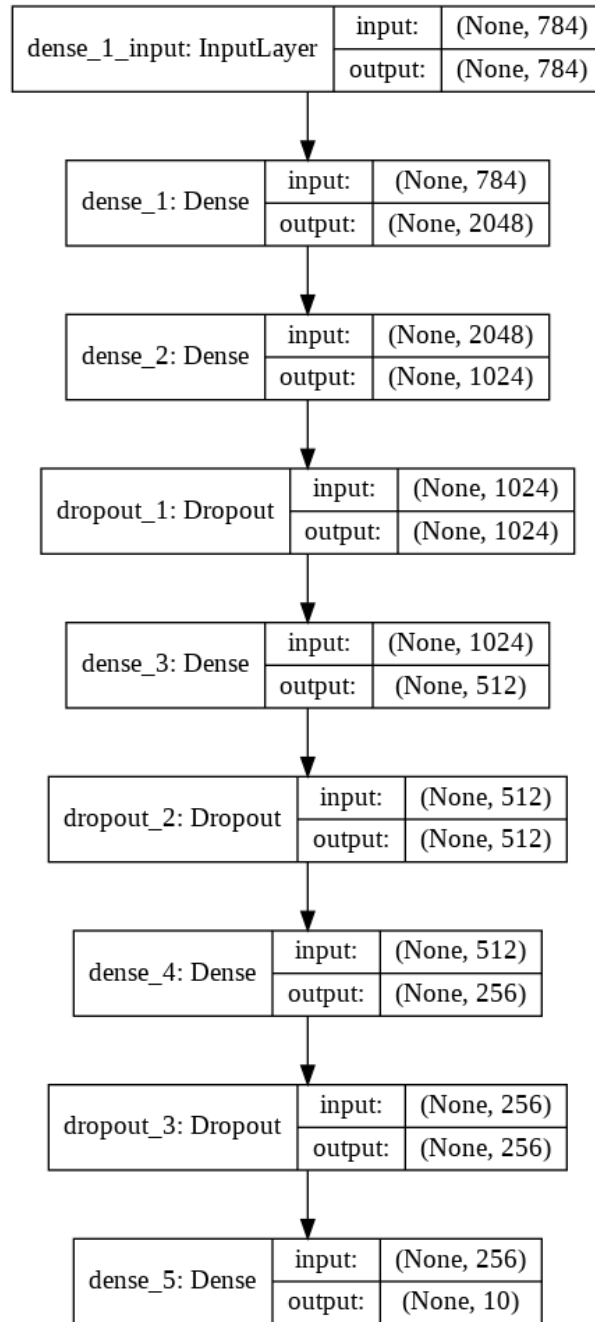 dense_1_input: InputLayer input: (None, 784)
output: (None, 784)
dense_1: Dense input: (None, 784)
output: (None, 2048)
dense_2: Dense input: (None, 2048)
output: (None, 1024)
dropout_1: Dropout input: (None, 1024)
output: (None, 1024)
dense_3: Dense input: (None, 1024)
output: (None, 512)
dropout_2: Dropout input: (None, 512)
output: (None, 512)
dense_4: Dense input: (None, 512)
output: (None, 256)
dropout_3: Dropout input: (None, 256)
output: (None, 256)
dense_5: Dense input: (None, 256)
output: (None, 10)